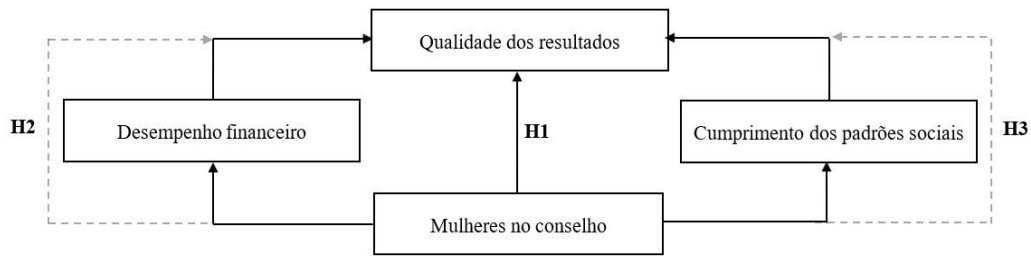 Qualidade dos resultados
H2
Desempenho financeiro
H1
Cumprimento dos padrões sociais
H3
Mulheres no conselho